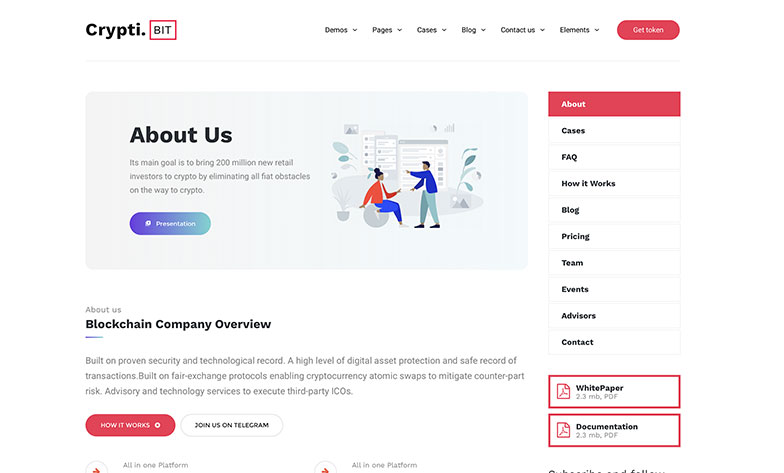 Crypti. BIT
Demos Pages Cases Blog Contact us Elements Get token
About Us
Its main goal is to bring 200 million new retail
investors to crypto by eliminating all fiat obstacles
on the way to crypto.
Presentation
About
Cases
FAQ
How it Works
Blog
Pricing
Team
Events
Advisors
Contact
About us
Blockchain Company Overview
Built on proven security and technological record. A high level of digital asset protection and safe record of
transactions.Built on fair-exchange protocols enabling cryptocurrency atomic swaps to mitigate counter-part
risk. Advisory and technology services to execute third-party ICOs.
HOW IT WORKS JOIN US ON TELEGRAM
All in one Platform All in one Platform
WhitePaper
2.3 mb, PDF
Documentation
2.3 mb, PDF
Subscribe and follow